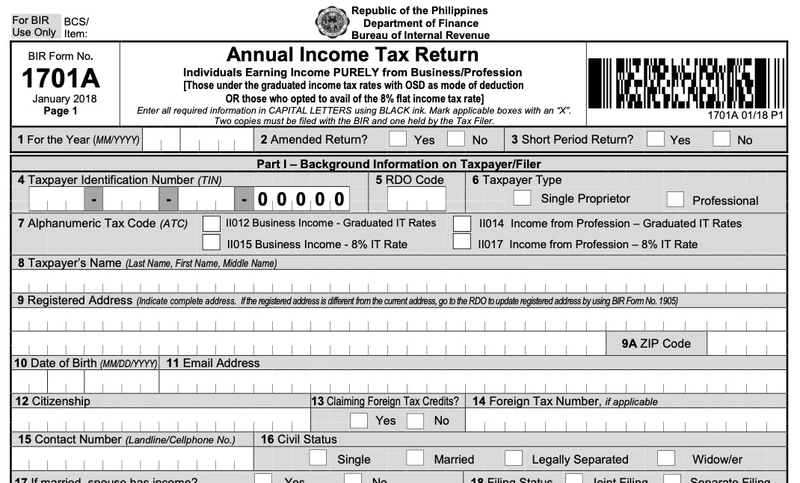 For BIR Use Only
BCS/ Item:
Republic of the Philippines
Department of Finance
Bureau of Internal Revenue
BIR Form No.
1701A
January 2018
Page 1
Annual Income Tax Return
Individuals Earning Income PURELY from Business/Profession
[Those under the graduated income tax rates with OSD as mode of deduction
OR those who opted to avail of the 8% flat income tax rate]
Enter all required information in CAPITAL LETTERS using BLACK ink. Mark applicable boxes with an “X”.
Two copies must be filed with the BIR and one held by the Tax Filer.
1701A 01/18 P1
1 For the Year (MM/YYYY) 2 Amended Return? Yes No 3 Short Period Return? Yes No
Part I – Background Information on Taxpayer/Filer
4 Taxpayer Identification Number (TIN) 5 RDO Code 6 Taxpayer Type
- - - 0 0 0 0 0 Single Proprietor Professional
7 Alphanumeric Tax Code (ATC) II012 Business Income - Graduated IT Rates II014 Income from Profession – Graduated IT Rates
II015 Business Income - 8% IT Rate II017 Income from Profession – 8% IT Rate
8 Taxpayer’s Name (Last Name, First Name, Middle Name)
9 Registered Address (Indicate complete address. If the registered address is different from the current address, go to the RDO to update registered address by using BIR Form No. 1905)
9A ZIP Code
10 Date of Birth (MM/DD/YYYY) 11 Email Address
12 Citizenship 13 Claiming Foreign Tax Credits? 14 Foreign Tax Number, if applicable
Yes No
15 Contact Number (Landline/Cellphone No.) 16 Civil Status
Single Married Legally Separated Widow/er
17 If married, spouse has income? Yes No 18 Filing Status Joint Filing Separate Filing